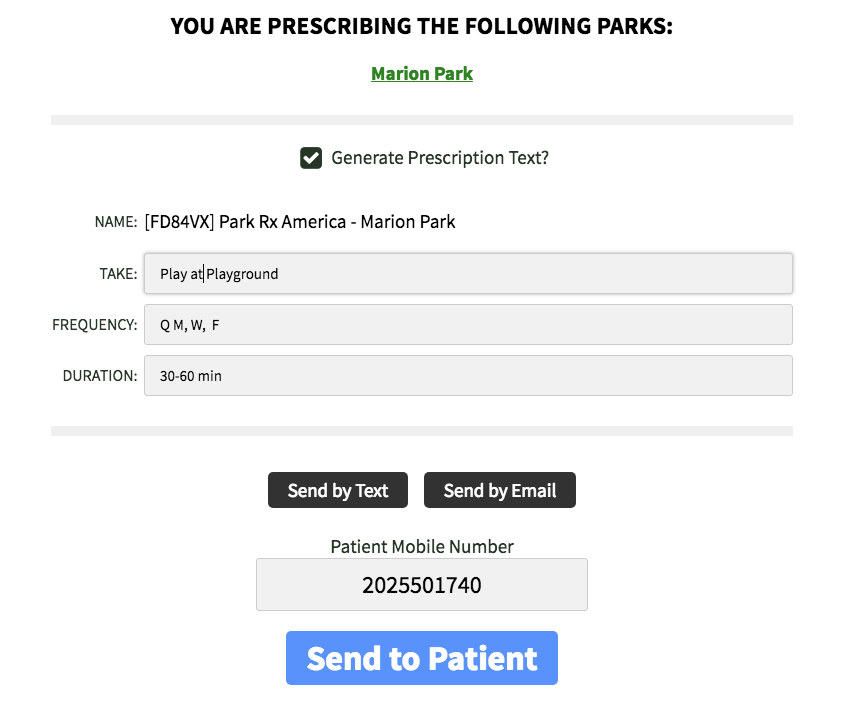 YOU ARE PRESCRIBING THE FOLLOWING PARKS:
Marion Park
Generate Prescription Text?
NAME: [FD84VX] Park Rx America - Marion Park
TAKE: Play at Playground
FREQUENCY: Q M, W,  F
DURATION: 30-60 min
Send by Text Send by Email
Patient Mobile Number
2025501740
Send to Patient